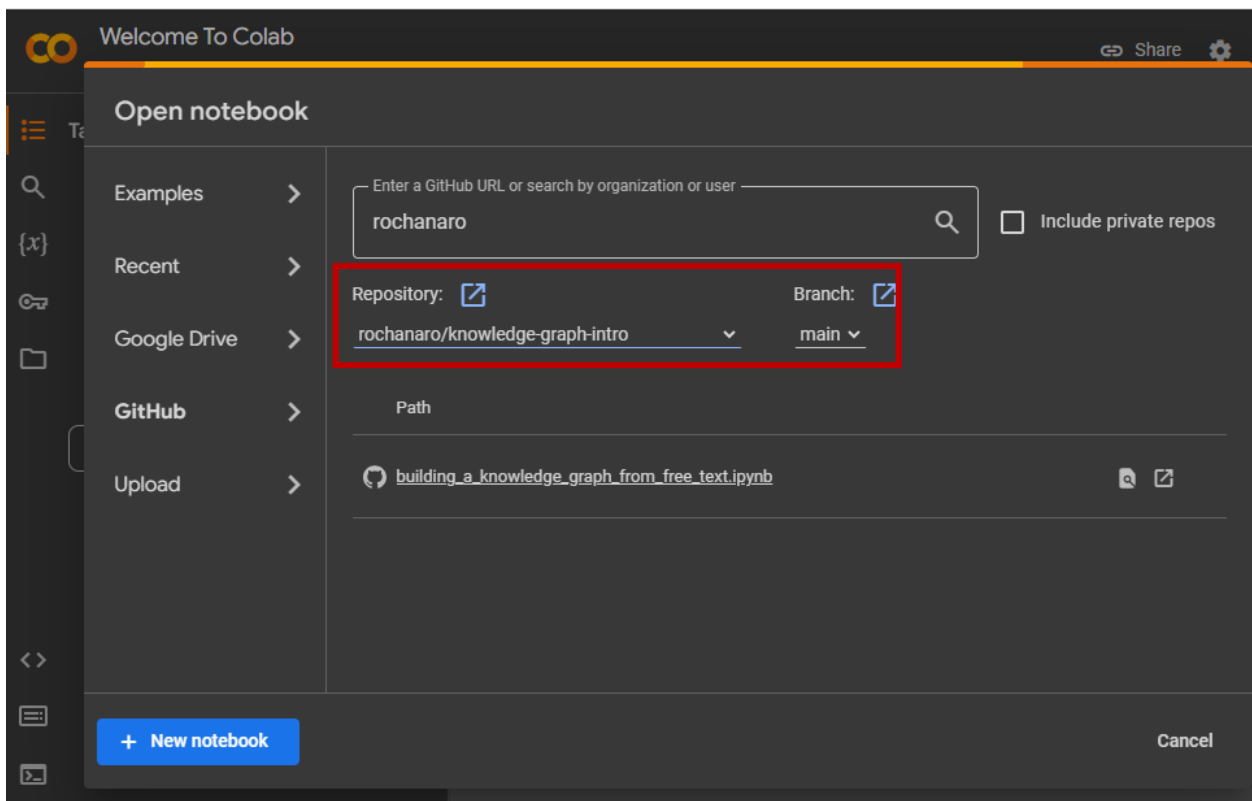 CO Welcome To Colab
Share
Open notebook
Ta
Examples
Enter a GitHub URL or search by organization or user
rochanaro
Include private repos
{x}
Recent
Repository:
Branch:
Google Drive
rochanaro/knowledge-graph-intro
main
GitHub
Path
Upload
building_a_knowledge_graph_from_free_text.ipynb
<>
+ New notebook
Cancel